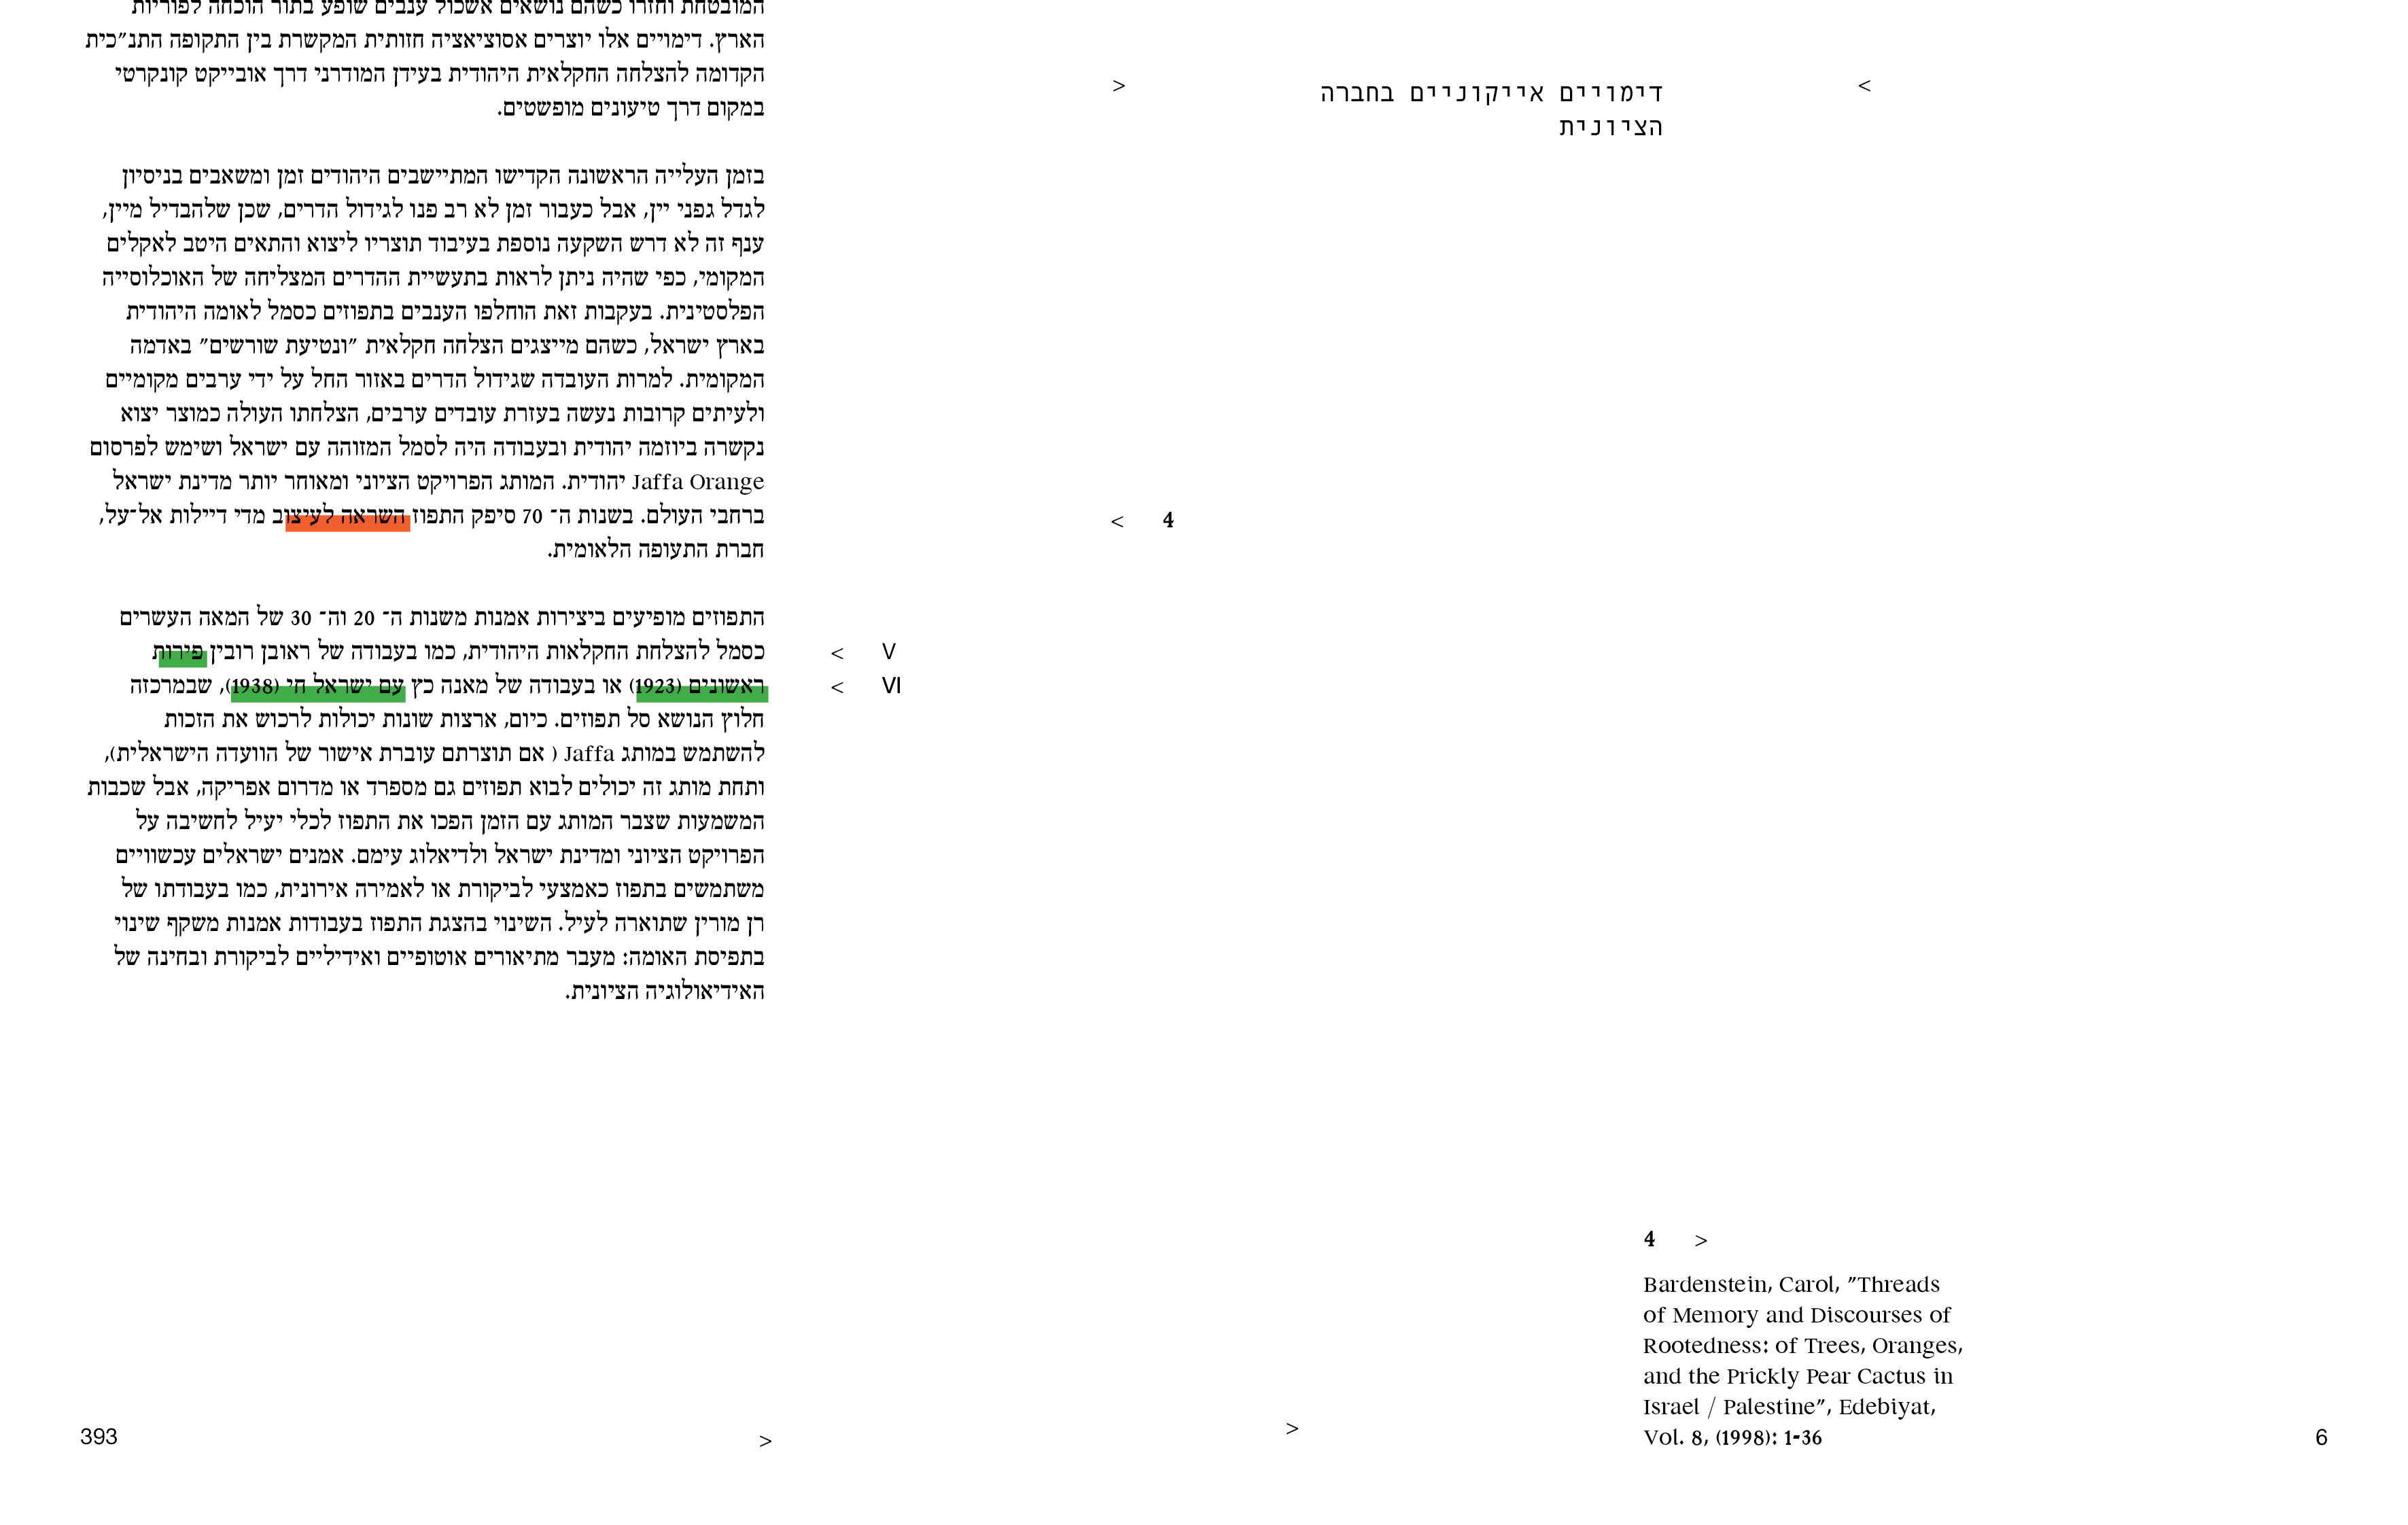 דימויים אייקוניים בחברה
הציונית
המובטחת וחזרו כשהם נושאים אשכול ענבים שופע בתור הוכחה לפוריות
הארץ. דימויים אלו יוצרים אסוציאציה חזותית המקשרת בין התקופה התנ"כית
הקדומה להצלחה החקלאית היהודית בעידן המודרני דרך אובייקט קונקרטי
במקום דרך טיעונים מופשטים.
בזמן העלייה הראשונה הקדישו המתיישבים היהודים זמן ומשאבים בניסיון
לגדל גפני יין, אבל כעבור זמן לא רב פנו לגידול הדרים, שכן שלהבדיל מיין,
ענף זה לא דרש השקעה נוספת בעיבוד תוצריו ליצוא והתאים היטב לאקלים
המקומי, כפי שהיה ניתן לראות בתעשיית ההדרים המצליחה של האוכלוסייה
הפלסטינית. בעקבות זאת הוחלפו הענבים בתפוזים כסמל לאומה היהודית
בארץ ישראל, כשהם מייצגים הצלחה חקלאית "ונטיעת שורשים" באדמה
המקומית. למרות העובדה שגידול הדרים באזור החל על ידי ערבים מקומיים
ולעיתים קרובות נעשה בעזרת עובדים ערבים, הצלחתו העולה כמוצר יצוא
נקשרה ביוזמה יהודית ובעבודה היה לסמל המזוהה עם ישראל ושימש לפרסום
Jaffa Orange יהודית. המותג הפרויקט הציוני ומאוחר יותר מדינת ישראל
ברחבי העולם. בשנות ה־ 70 סיפק התפוז השראה לעיצוב מדי דיילות אל־על,
חברת התעופה הלאומית.
< 4
התפוזים מופיעים ביצירות אמנות משנות ה־ 20 וה־ 30 של המאה העשרים
כסמל להצלחת החקלאות היהודית, כמו בעבודה של ראובן רובין פירות
< V
ראשונים (1923) או בעבודה של מאנה כץ עם ישראל חי (1938), שבמרכזה
< VI
חלוץ הנושא סל תפוזים. כיום, ארצות שונות יכולות לרכוש את הזכות
להשתמש במותג Jaffa ( אם תוצרתם עוברת אישור של הוועדה הישראלית),
ותחת מותג זה יכולים לבוא תפוזים גם מספרד או מדרום אפריקה, אבל שכבות
המשמעות שצבר המותג עם הזמן הפכו את התפוז לכלי יעיל לחשיבה על
הפרויקט הציוני ומדינת ישראל ולדיאלוג עימם. אמנים ישראלים עכשוויים
משתמשים בתפוז כאמצעי לביקורת או לאמירה אירונית, כמו בעבודתו של
רן מורין שתוארה לעיל. השינוי בהצגת התפוז בעבודות אמנות משקף שינוי
בתפיסת האומה: מעבר מתיאורים אוטופיים ואידיליים לביקורת ובחינה של
האידיאולוגיה הציונית.
4 >
Bardenstein, Carol, "Threads
of Memory and Discourses of
Rootedness: of Trees, Oranges,
and the Prickly Pear Cactus in
Israel / Palestine", Edebiyat,
Vol. 8, (1998): 1-36
6
393